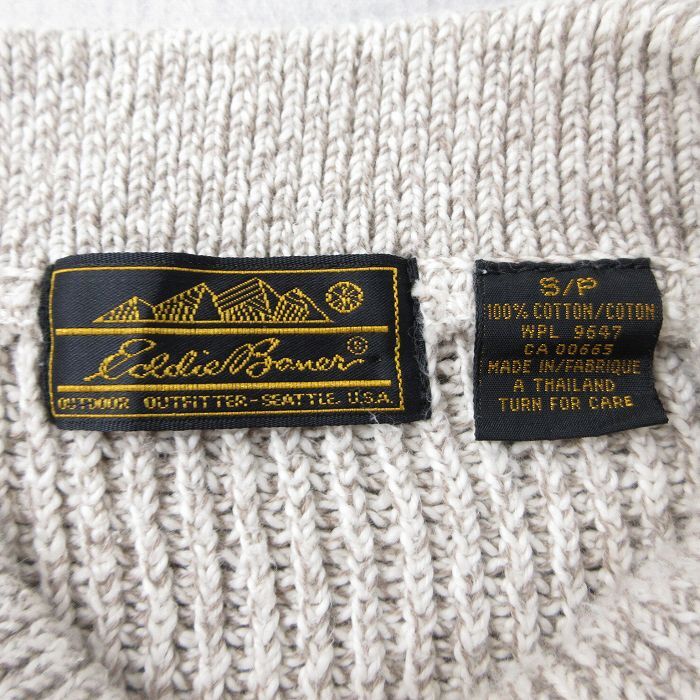 Eddie Bauer®
OUTDOOR OUTFITTER-SEATTLE, U.S.A.
S/P
100% COTTON/COTON
WPL 9647
CA 00665
MADE IN/FABRIQUE
A THAILAND
TURN FOR CARE